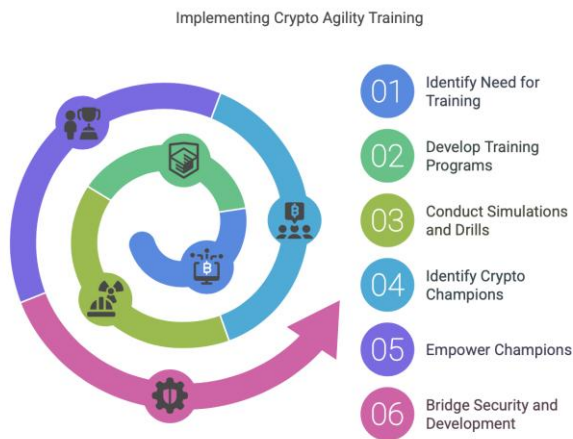 Implementing Crypto Agility Training
01
Identify Need for
Training
02
Develop Training
Programs
03
Conduct Simulations
and Drills
04
Identify Crypto
Champions
05
Empower Champions
06
Bridge Security and
Development